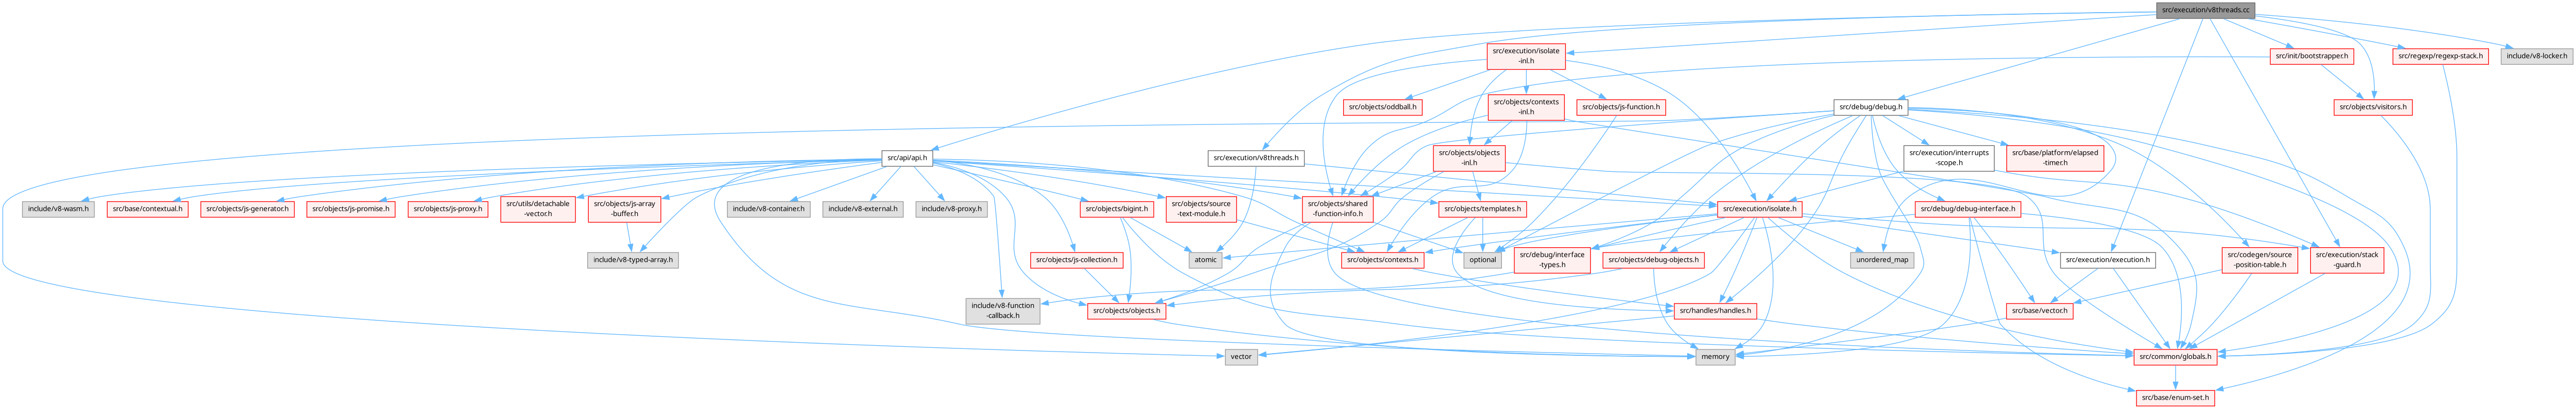 src/execution/v8threads.cc
src/execution/isolate
-inl.h
src/init/bootstrapper.h
src/regexp/regexp-stack.h
include/v8-locker.h
src/objects/oddball.h
src/objects/contexts
-inl.h
src/objects/js-function.h
src/debug/debug.h
src/objects/visitors.h
src/api/api.h
src/execution/v8threads.h
src/objects/objects
-inl.h
src/execution/interrupts
-scope.h
src/base/platform/elapsed
-timer.h
include/v8-wasm.h
src/base/contextual.h
src/objects/js-generator.h
src/objects/js-promise.h
src/objects/js-proxy.h
src/utils/detachable
-vector.h
src/objects/js-array
-buffer.h
include/v8-container.h
include/v8-external.h
include/v8-proxy.h
src/objects/bigint.h
src/objects/source
-text-module.h
src/objects/shared
-function-info.h
src/objects/templates.h
src/execution/isolate.h
src/debug/debug-interface.h
include/v8-typed-array.h
src/objects/js-collection.h
atomic
src/objects/contexts.h
optional
src/debug/interface
-types.h
src/objects/debug-objects.h
unordered_map
src/execution/execution.h
src/codegen/source
-position-table.h
src/execution/stack
-guard.h
include/v8-function
-callback.h
src/objects/objects.h
src/handles/handles.h
src/base/vector.h
vector
memory
src/common/globals.h
src/base/enum-set.h